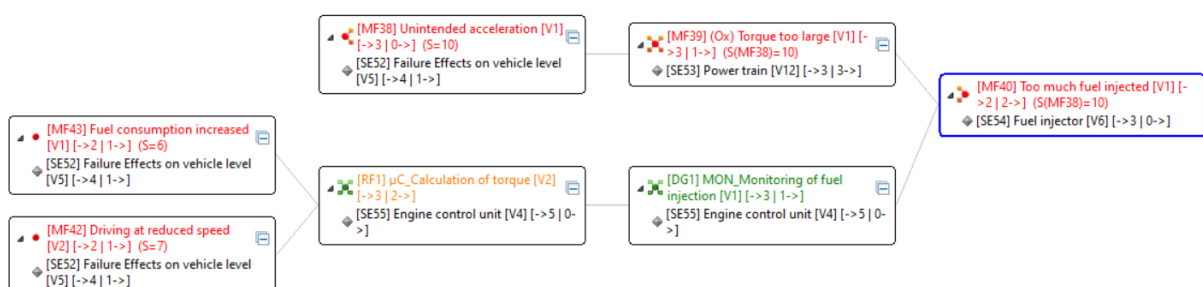 [MF38] Unintended acceleration [V1]
[->3 | 0->] (S=10)
[SE52] Failure Effects on vehicle level
[V5] [->4 | 1->]
[MF39] (Ox) Torque too large [V1] [-
>3 | 1->] (S(MF38)=10)
[SE53] Power train [V12] [->3 | 3->]
[MF40] Too much fuel injected [V1] [-
>2 | 2->] (S(MF38)=10)
[SE54] Fuel injector [V6] [->3 | 0->]
[MF43] Fuel consumption increased
[V1] [->2 | 1->] (S=6)
[SE52] Failure Effects on vehicle level
[V5] [->4 | 1->]
[RF1] µC_Calculation of torque [V2]
[->3 | 2->]
[SE55] Engine control unit [V4] [->5 | 0-
>]
[DG1] MON_Monitoring of fuel
injection [V1] [->3 | 1->]
[SE55] Engine control unit [V4] [->5 | 0-
>]
[MF42] Driving at reduced speed
[V2] [->2 | 1->] (S=7)
[SE52] Failure Effects on vehicle level
[V5] [->4 | 1->]